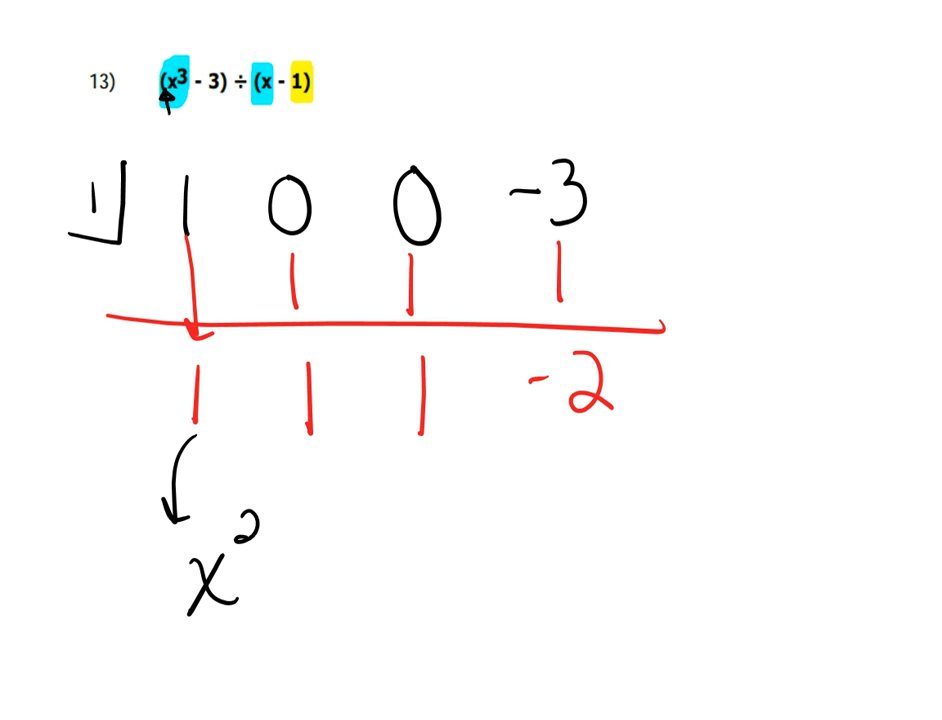 13) (x³ - 3) ÷ (x - 1)
1 1 0 0 -3
1 1 1
1 1 1 -2
x²